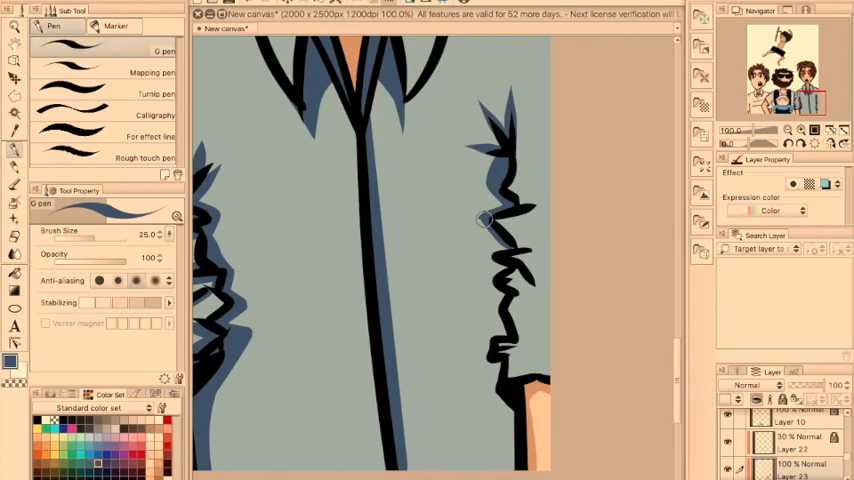 Sub Tool
New canvas* (2000 x 2500px 1200dpi 100.0%) All features are valid for 52 more days. - Next license verification will
Navigator
Pen
Marker
New canvas*
G pen
Mapping pen
Turnip pen
Calligraphy
For effect line
Rough touch pen
100.0
0.0
Layer Property
Effect
Tool Property
G pen
Expression color
Color
Brush Size 25.0
Search Layer
Target layer to
Opacity 100
Anti-aliasing
Stabilizing
Vector magnet
Layer
Normal 100
Color Set
Standard color set
100 % Normal
Layer 10
30 % Normal
Layer 22
100 % Normal
Layer 23